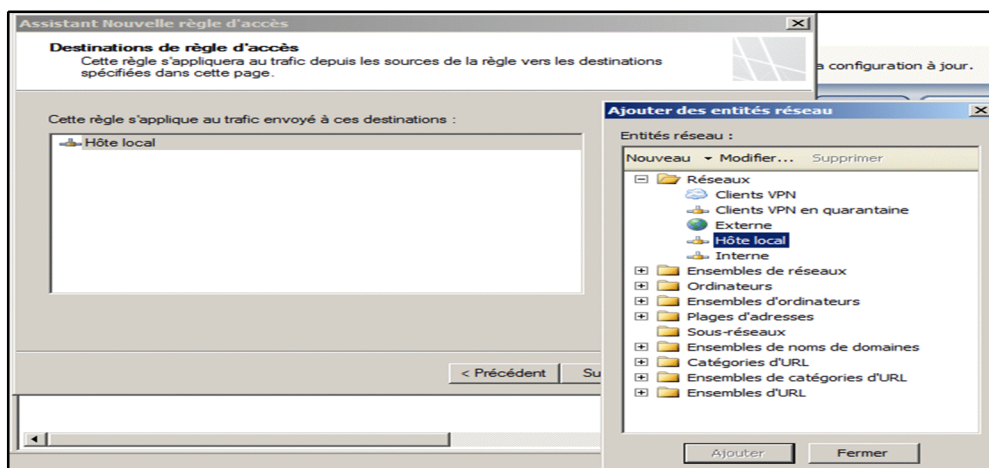 Assistant Nouvelle règle d'accès
Destinations de règle d'accès
Cette règle s'appliquera au trafic depuis les sources de la règle vers les destinations
spécifiées dans cette page.
a configuration à jour.
Cette règle s'applique au trafic envoyé à ces destinations :
Hôte local
< Précédent
Su
Ajouter des entités réseau
Entités réseau :
Nouveau Modifier... Supprimer
Réseaux
Clients VPN
Clients VPN en quarantaine
Externe
Hôte local
Interne
Ensembles de réseaux
Ordinateurs
Ensembles d'ordinateurs
Plages d'adresses
Sous-réseaux
Ensembles de noms de domaines
Catégories d'URL
Ensembles de catégories d'URL
Ensembles d'URL
Ajouter Fermer